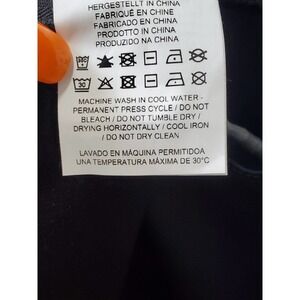 HERGESTELLT IN CHINA
FABRIQUÉ EN CHINE
FABRICADO EN CHINA
PRODOTTO IN CHINA
PRODUZIDO NA CHINA
30
MACHINE WASH IN COOL WATER -
PERMANENT PRESS CYCLE / DO NOT
BLEACH / DO NOT TUMBLE DRY /
DRYING HORIZONTALLY / COOL IRON
/ DO NOT DRY CLEAN
LAVADO EN MÁQUINA PERMITIDOA
UNA TEMPERATURA MÁXIMA DE 30°C